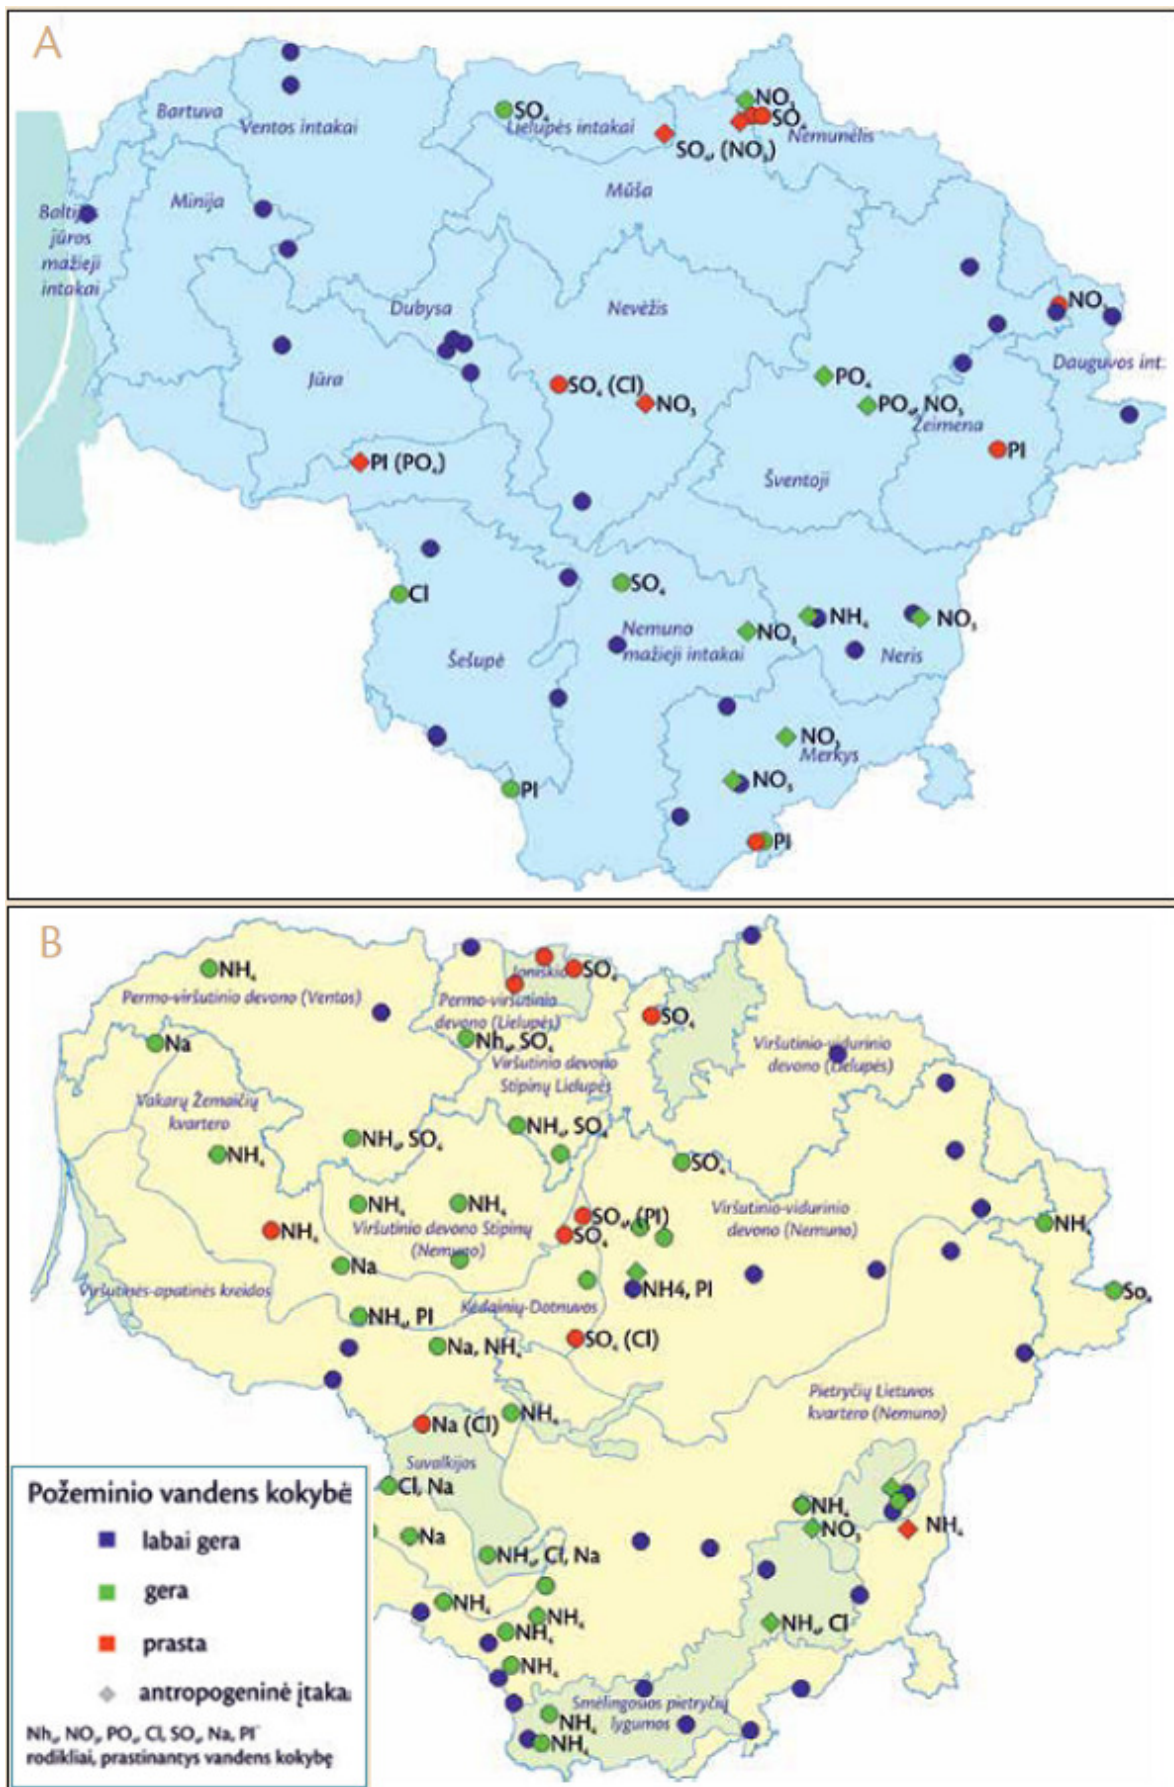 A
NO₃
SO₄
SO₄
Bartuva
Ventos intakai
Lielupės intakai
Nemunėlis
SO₄, (NO₃)
Mūša
Minija
Baltijos
jūros
mažieji
intakai
NO₃
Dubysa
Nevėžis
Dauguvos int.
Jūra
PO₄
SO₄ (Cl)
NO₃
PO₄, NO₃
Žeimena
PI (PO₄)
PI
Šventoji
SO₄
Cl
NH₄
NO₃
Nemuno
mažieji intakai
NO₃
Neris
Šešupė
NO₃
Merkys
NO₃
PI
PI
B
NH₄
Joniškio
SO₄
Permo-viršutinio devono (Ventos)
Permo-viršutinio
devono (Lielupės)
SO₄
Na
Nh₄, SO₄
Viršutinio-vidurinio
devono (Lielupės)
Viršutinio devono
Stipinų Lielupės
Vakarų Žemaičių
kvartero
NH₄, SO₄
NH₄, SO₄
NH₄
SO₄
NH₄
NH₄
Viršutinio-vidurinio
devono (Nemuno)
SO₄, (PI)
NH₄
Viršutinio devono Stipinų
(Nemuno)
SO₄
NH₄
Na
Viršutinės-apatinės kreidos
NH4, PI
So₄
Kėdainių-Dotnuvos
NH₄, PI
SO₄ (Cl)
Na, NH₄
Pietryčių Lietuvos
kvartero (Nemuno)
NH₄
Na (Cl)
Suvalkijos
Cl, Na
NH₄
NO₃
NH₄
Na
NH₄, Cl, Na
NH₄
NH₄
NH₄, Cl
NH₄
NH₄
Smėlingosios pietryčių
lygumos
NH₄
NH₄
Požeminio vandens kokybė
labai gera
gera
prasta
antropogeninė įtaka
Nh₄, NO₃, PO₄, Cl, SO₄, Na, PI⁻
rodikliai, prastinantys vandens kokybę